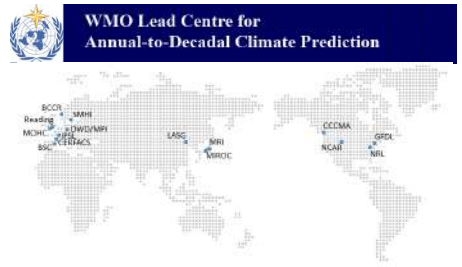 WMO Lead Centre for
Annual-to-Decadal Climate Prediction
BCCR
SMHI
Reading
MOHC
DWD/MPI
IPSL
CERFACS
BSC
LASG
MRI
MIROC
CCCMA
NCAR
GFDL
NRL